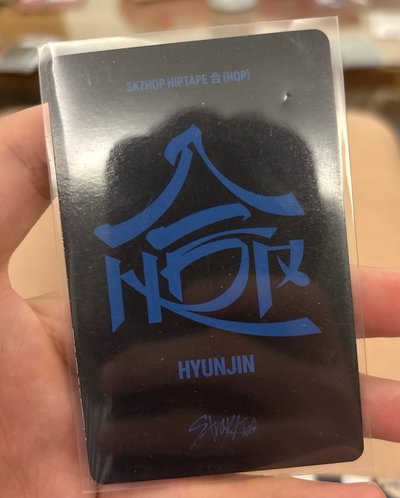 SKZHOP HIPTAPE 合 (HOP)
合
HOP
HYUNJIN
Stray Kids